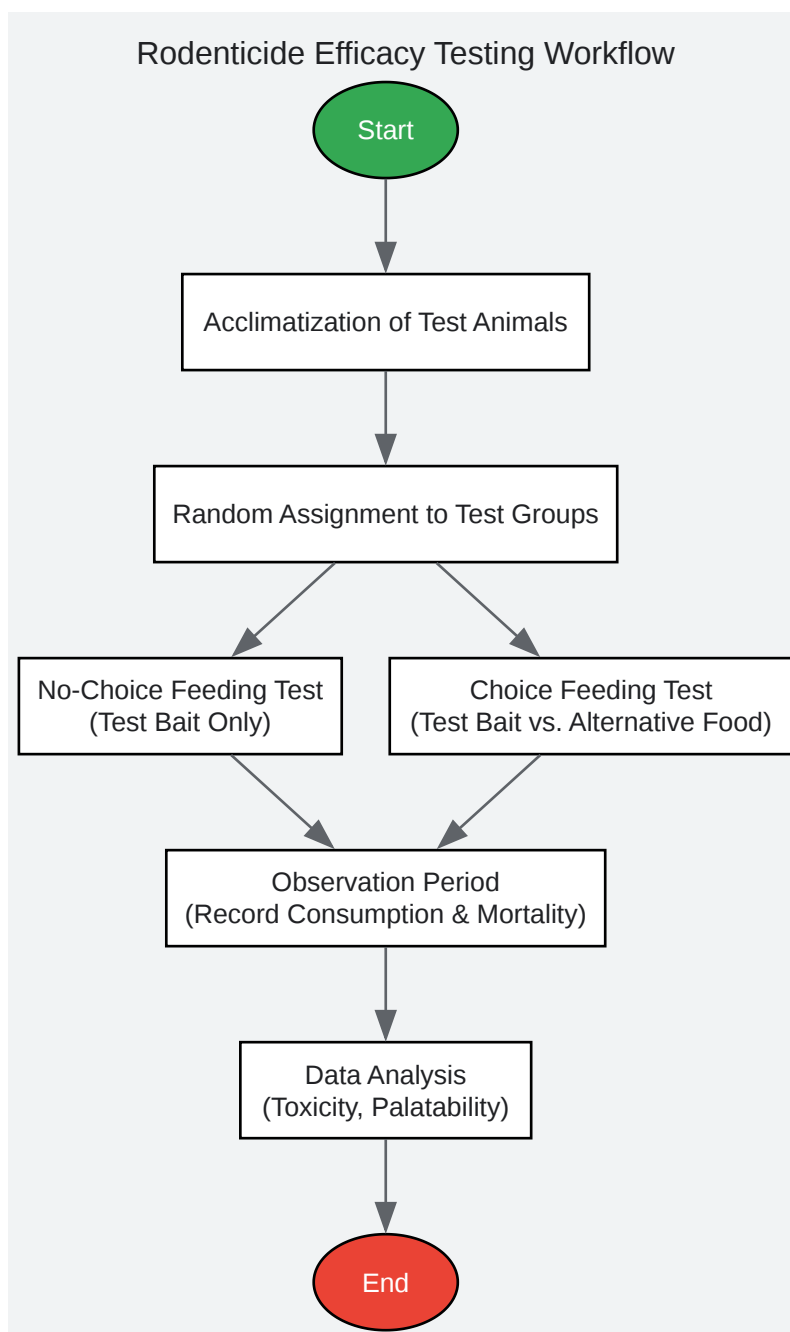 Rodenticide Efficacy Testing Workflow
Start
Acclimatization of Test Animals
Random Assignment to Test Groups
No-Choice Feeding Test
(Test Bait Only)
Choice Feeding Test
(Test Bait vs. Alternative Food)
Observation Period
(Record Consumption & Mortality)
Data Analysis
(Toxicity, Palatability)
End